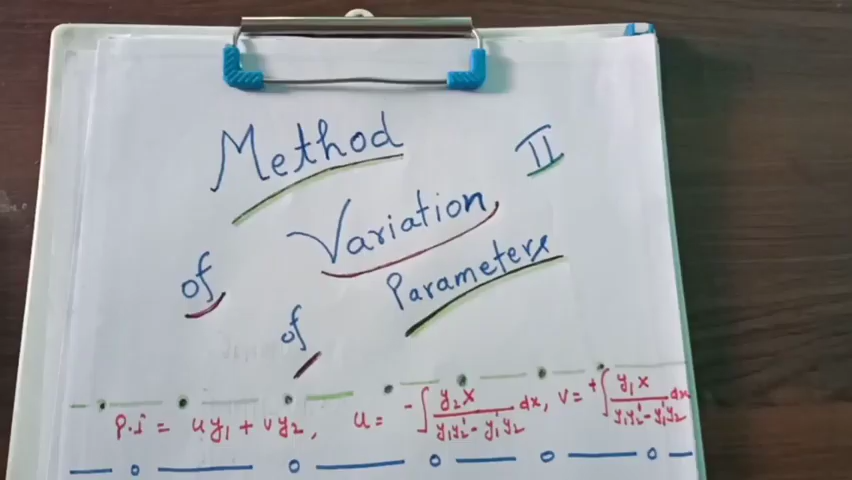 Method II
of Variation
of Parameters
P.I = uy₁ + vy₂, u = -∫ y₂x / (y₁y₂' - y₁'y₂) dx, v = +∫ y₁x / (y₁y₂' - y₁'y₂) dx